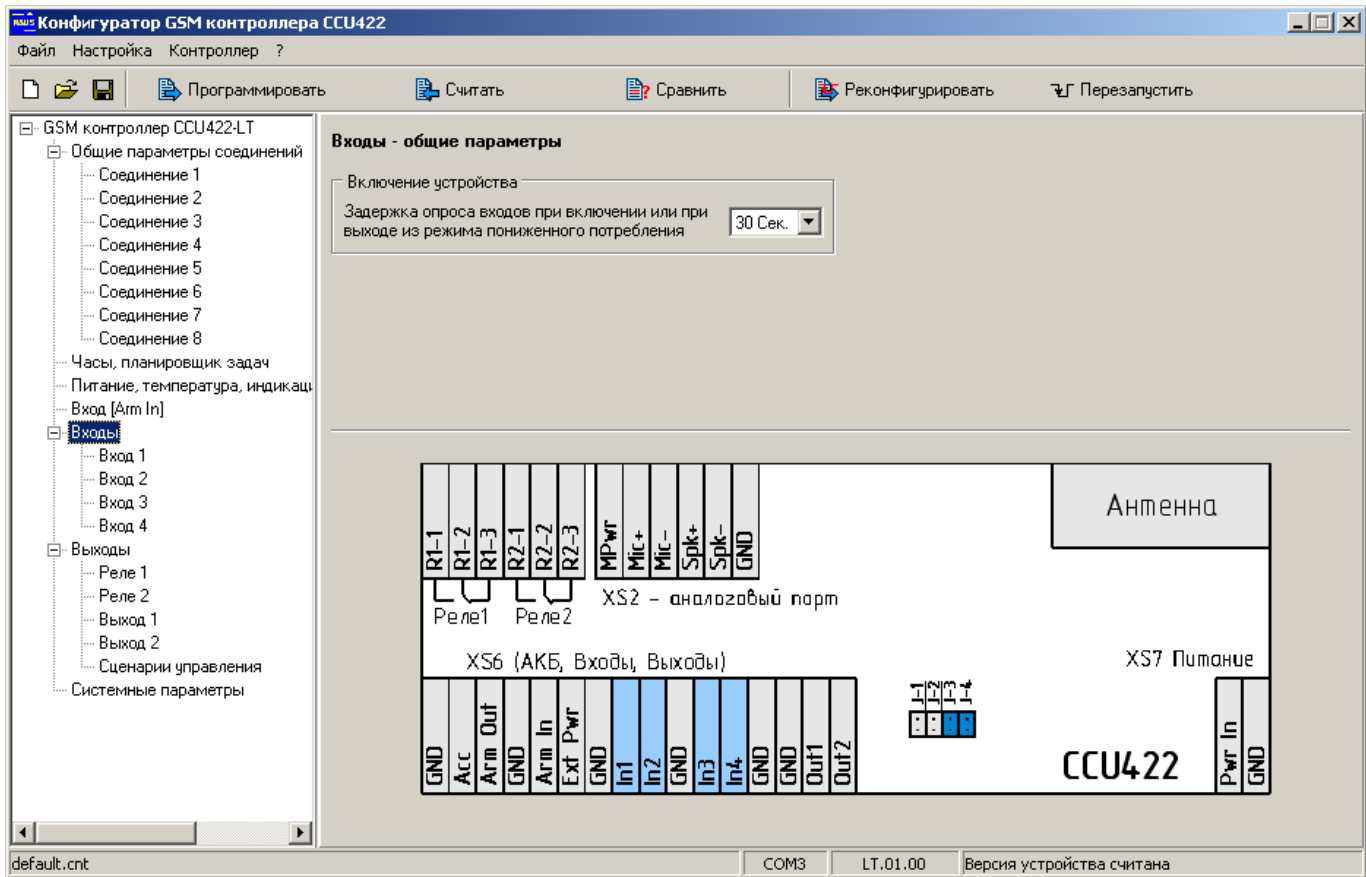 Конфигуратор GSM контроллера CCU422
Файл Настройка Контроллер ?
Программировать Считать Сравнить Реконфигурировать Перезапустить
GSM контроллер CCU422-LT
Общие параметры соединений
Соединение 1
Соединение 2
Соединение 3
Соединение 4
Соединение 5
Соединение 6
Соединение 7
Соединение 8
Часы, планировщик задач
Питание, температура, индикаци
Вход [Arm In]
Входы
Вход 1
Вход 2
Вход 3
Вход 4
Выходы
Реле 1
Реле 2
Выход 1
Выход 2
Сценарии управления
Системные параметры
Входы - общие параметры
Включение устройства
Задержка опроса входов при включении или при
выходе из режима пониженного потребления
30 Сек.
R1-1 R1-2 R1-3 R2-1 R2-2 R2-3 MPwr Mic+ Mic- Spk+ Spk- GND
Антенна
Реле1 Реле2
XS2 - аналоговый порт
XS6 (АКБ, Входы, Выходы)
XS7 Питание
GND Acc Arm Out GND Arm In Ext Pwr GND In1 In2 GND In3 In4 GND GND Out1 Out2
J-1 J-2 J-3 J-4
CCU422
Pwr In GND
default.cnt COM3 LT.01.00 Версия устройства считана